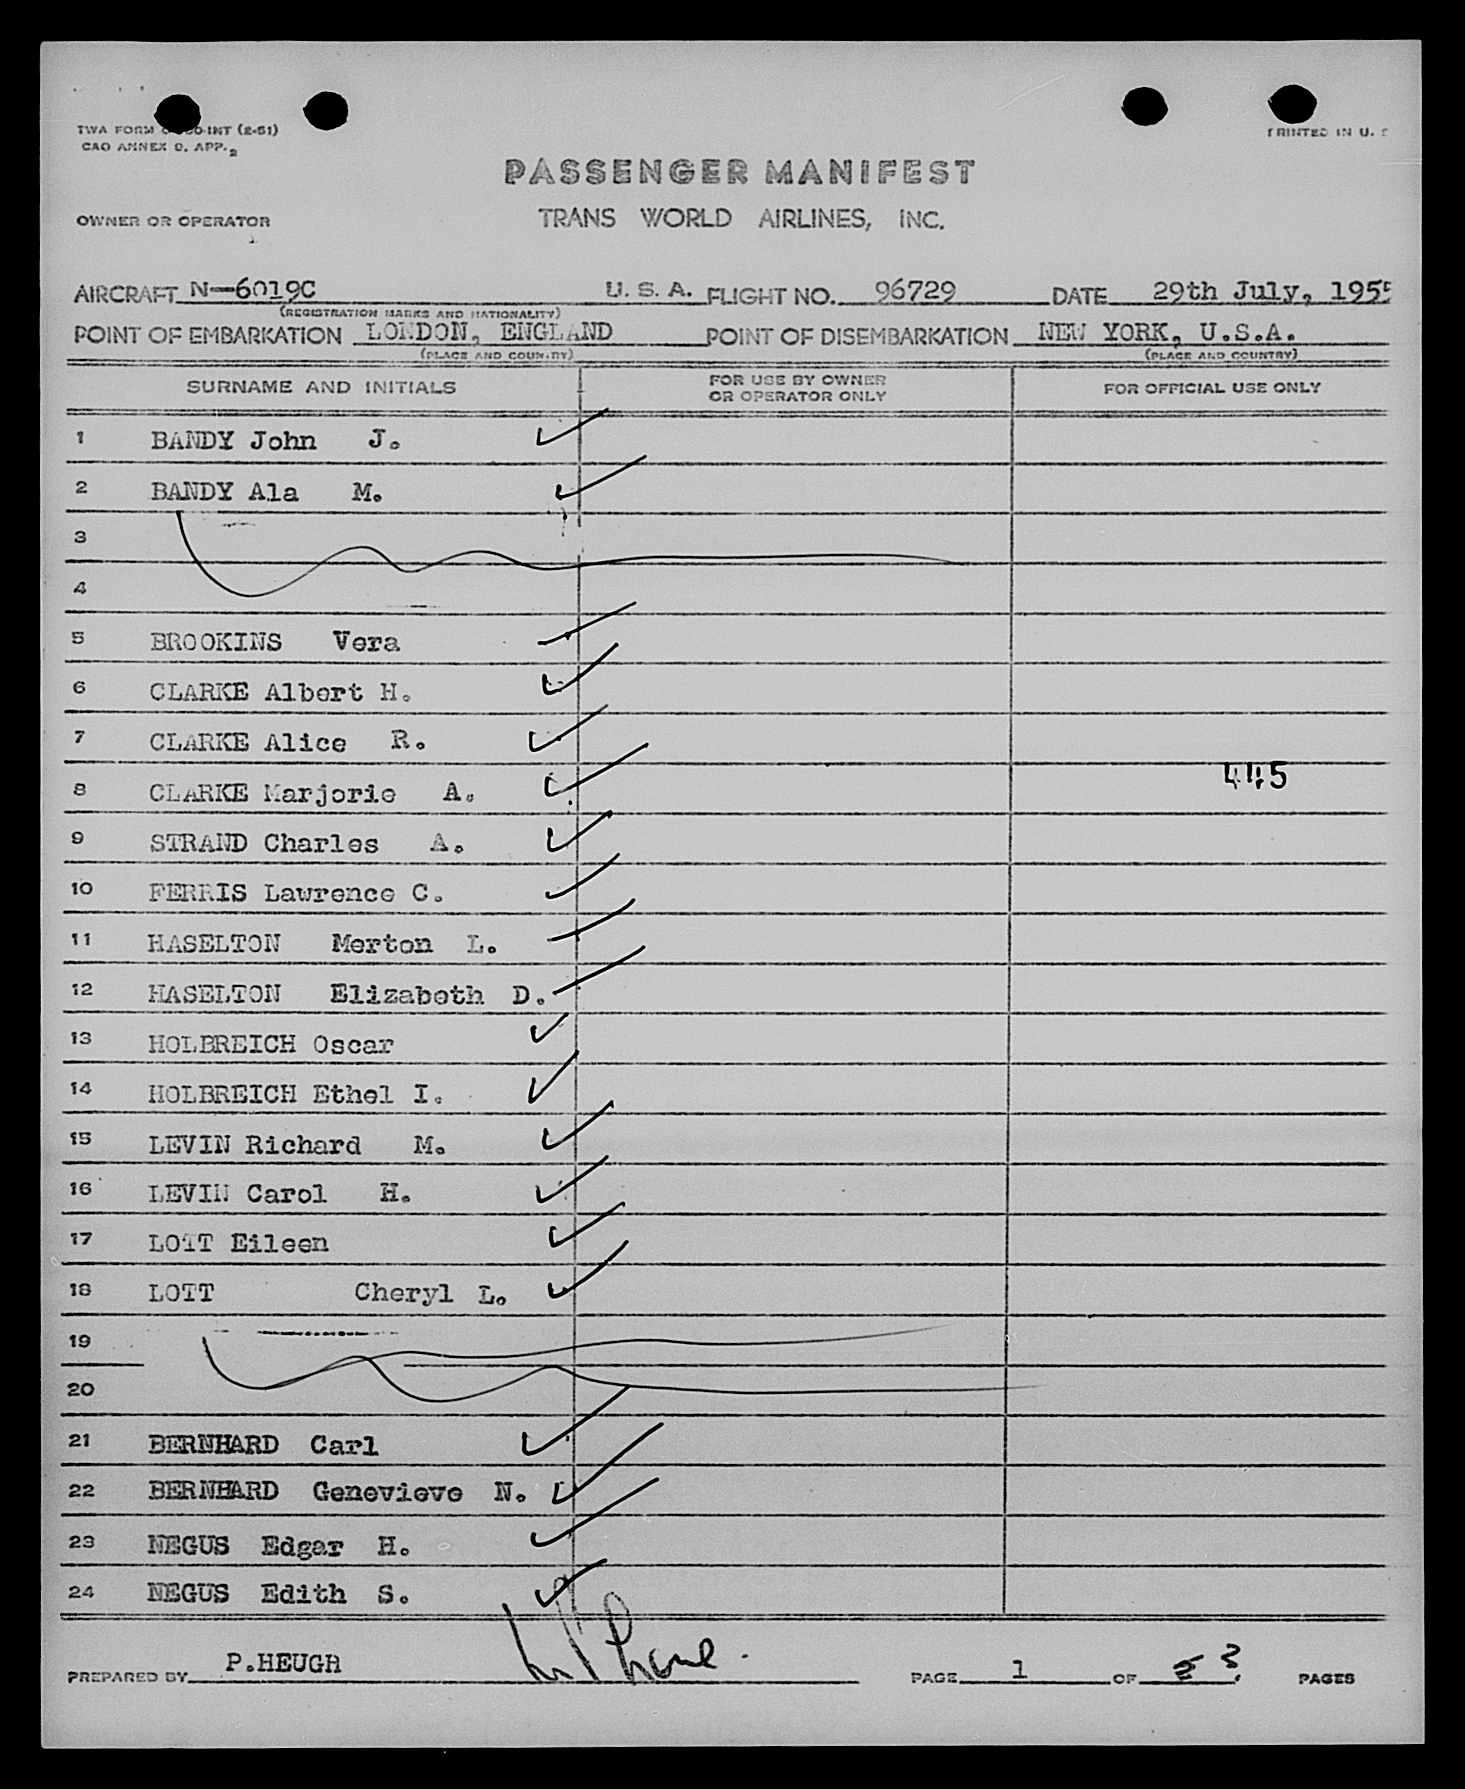 TWA FORM
INT (2-51)
PRINTED IN U. S
CAO ANNEX 9, APP. 2
PASSENGER MANIFEST
OWNER OR OPERATOR TRANS WORLD AIRLINES, INC.
AIRCRAFT N-6019C U. S. A. FLIGHT NO. 96729 DATE 29th July, 1955
(REGISTRATION MARKS AND NATIONALITY)
POINT OF EMBARKATION LONDON, ENGLAND POINT OF DISEMBARKATION NEW YORK, U.S.A.
(PLACE AND COUNTRY) (PLACE AND COUNTRY)
SURNAME AND INITIALS FOR USE BY OWNER OR OPERATOR ONLY FOR OFFICIAL USE ONLY
1 BANDY John J.
2 BANDY Ala M.
3
4
5 BROOKINS Vera
6 CLARKE Albert H.
7 CLARKE Alice R.
8 CLARKE Marjorie A. 445
9 STRAND Charles A.
10 FERRIS Lawrence C.
11 HASELTON Merton L.
12 HASELTON Elizabeth D.
13 HOLBREICH Oscar
14 HOLBREICH Ethel I.
15 LEVIN Richard M.
16 LEVIN Carol H.
17 LOTT Eileen
18 LOTT Cheryl L.
19
20
21 BERNHARD Carl
22 BERNHARD Genevieve N.
23 NEGUS Edgar H.
24 NEGUS Edith S.
PREPARED BY P.HEUGH PAGE 1 OF 3 PAGES